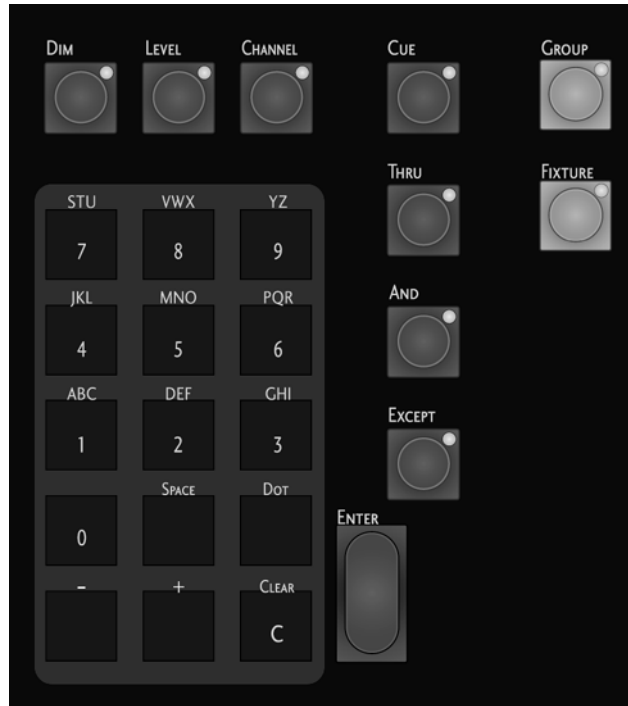 DIM LEVEL CHANNEL CUE GROUP
THRU FIXTURE
STU VWX YZ
7 8 9
JKL MNO PQR
AND
4 5 6
ABC DEF GHI
EXCEPT
1 2 3
SPACE DOT
ENTER
0
- + CLEAR
C